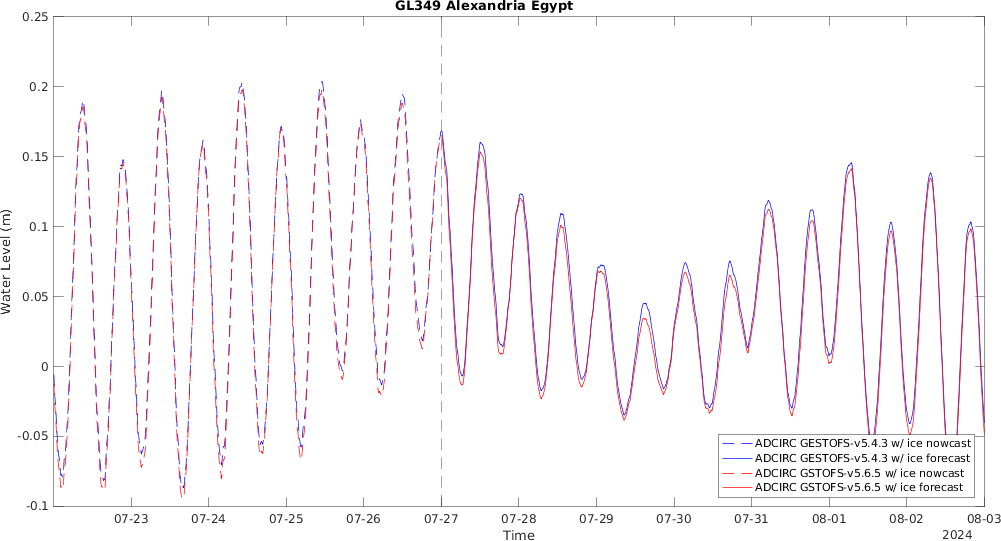 GL349 Alexandria Egypt
0.25
0.2
0.15
0.1
0.05
0
-0.05
-0.1
Water Level (m)
ADCIRC GESTOFS-v5.4.3 w/ ice nowcast
ADCIRC GESTOFS-v5.4.3 w/ ice forecast
ADCIRC GSTOFS-v5.6.5 w/ ice nowcast
ADCIRC GSTOFS-v5.6.5 w/ ice forecast
07-23 07-24 07-25 07-26 07-27 07-28 07-29 07-30 07-31 08-01 08-02 08-03
Time
2024